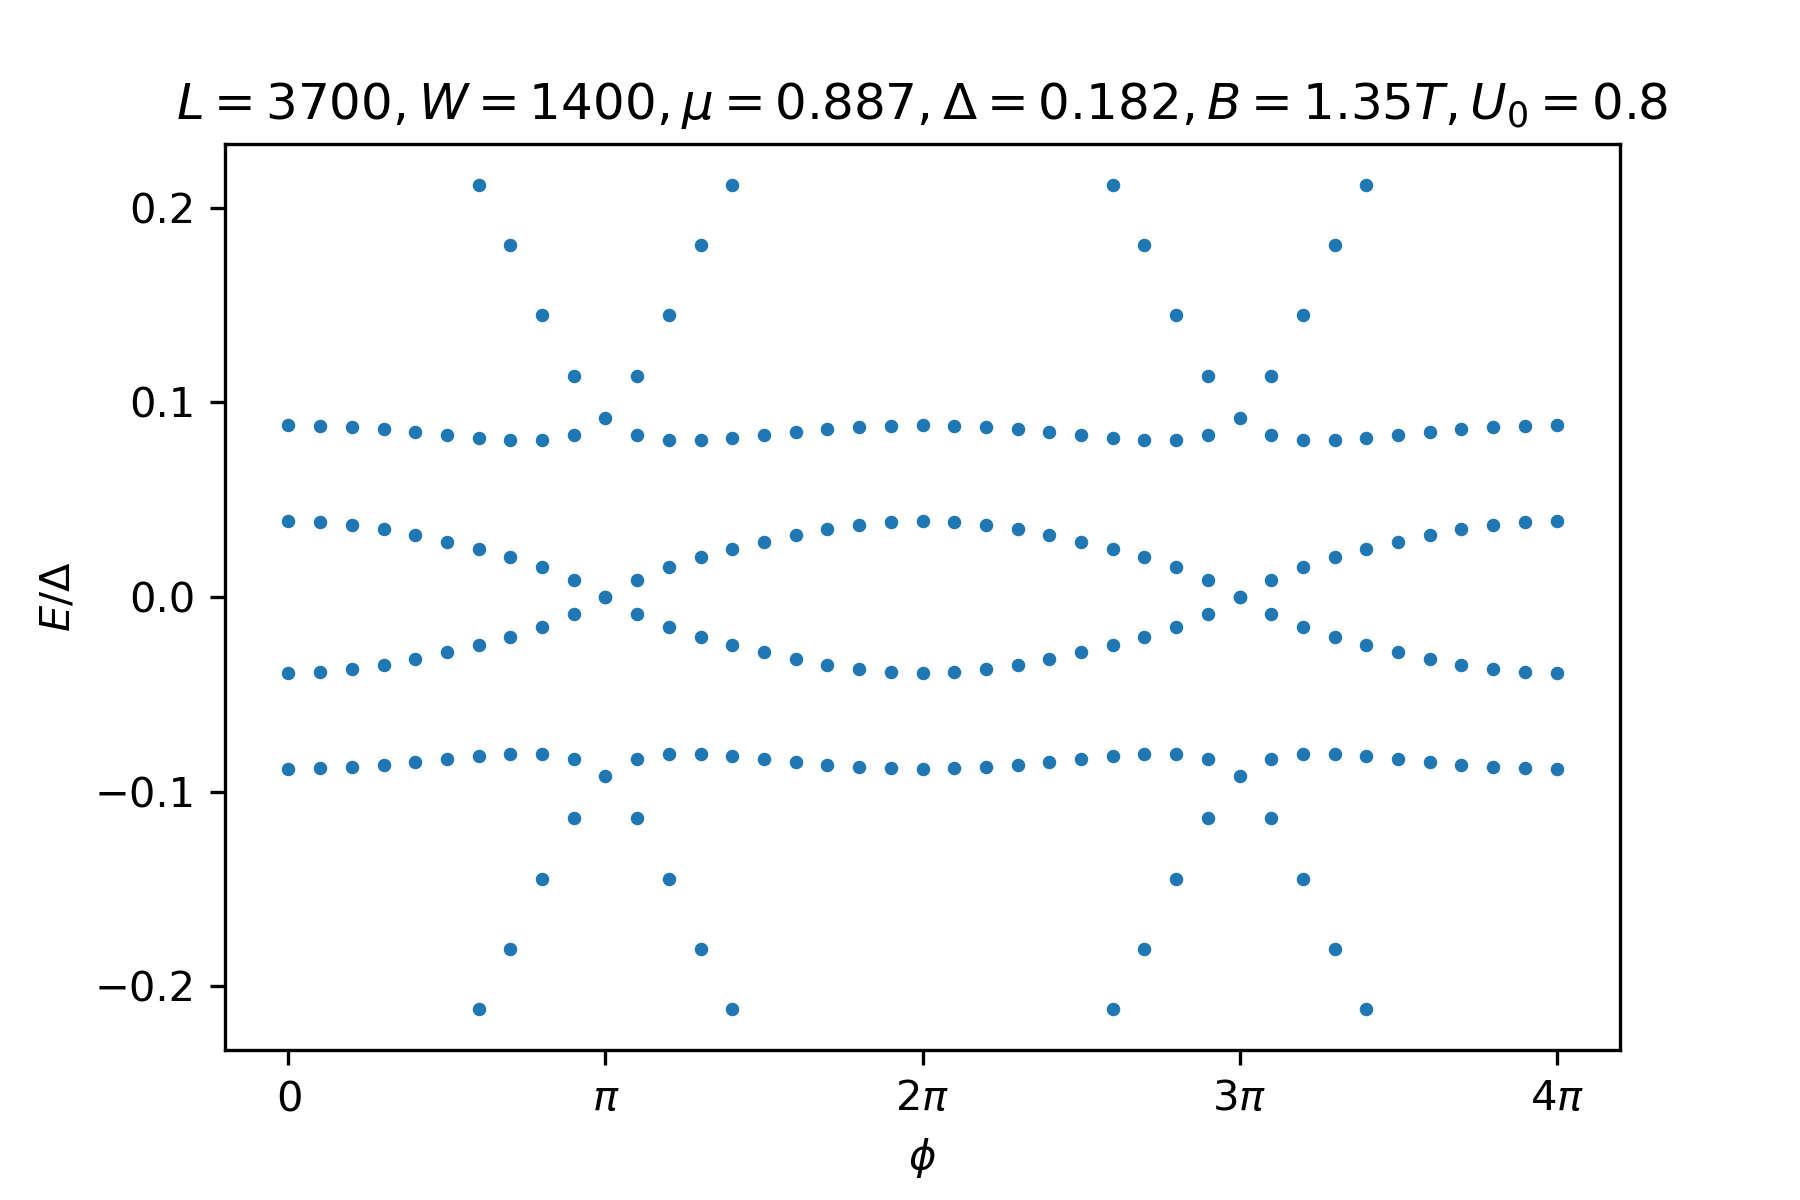 L = 3700, W = 1400, μ = 0.887, Δ = 0.182, B = 1.35T, U₀ = 0.8
0.2
0.1
0.0
−0.1
−0.2
E/Δ
0 π 2π 3π 4π
ϕ